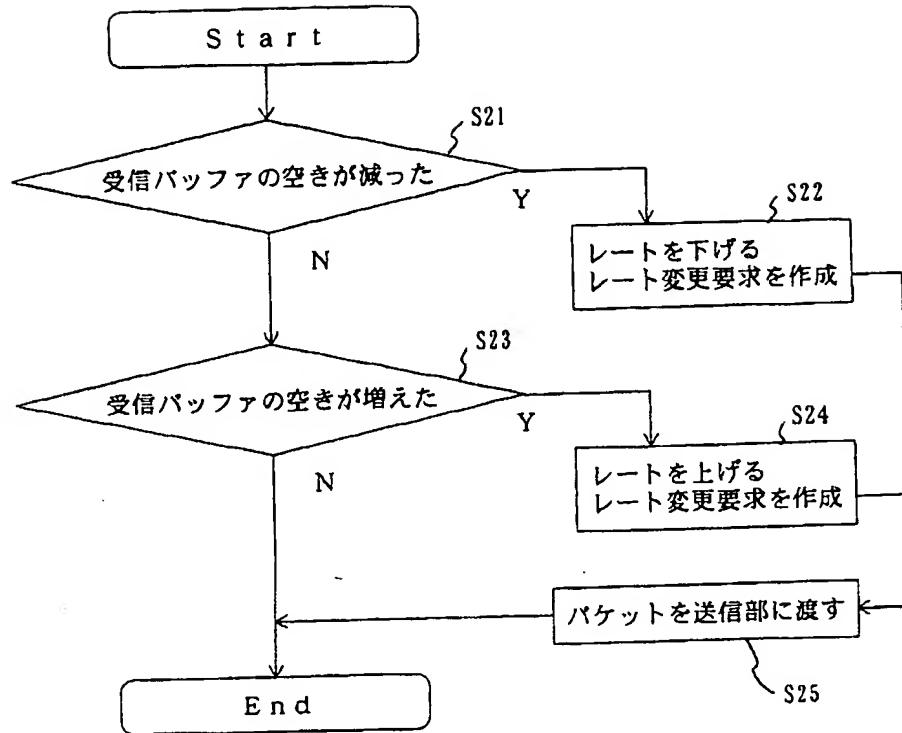 Start
S21
受信バッファの空きが減った
Y
N
S22
レートを下げる
レート変更要求を作成
S23
受信バッファの空きが増えた
Y
N
S24
レートを上げる
レート変更要求を作成
パケットを送信部に渡す
S25
End